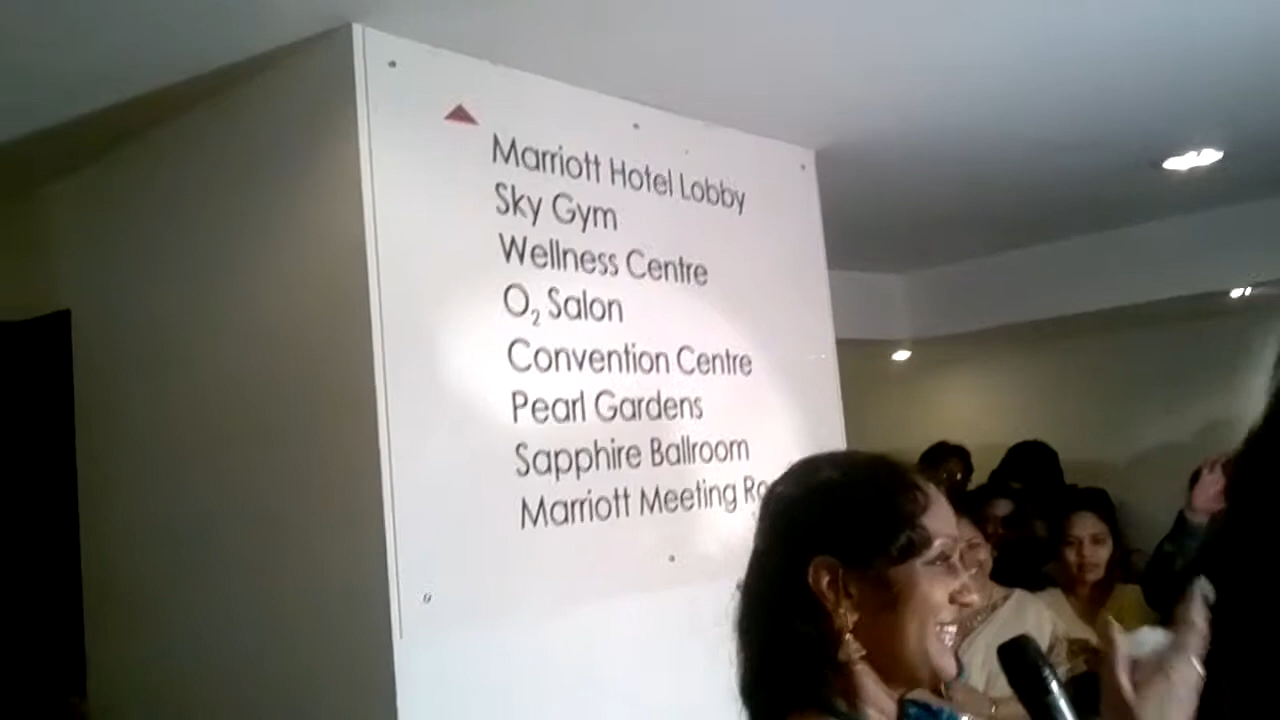 Marriott Hotel Lobby
Sky Gym
Wellness Centre
O₂ Salon
Convention Centre
Pearl Gardens
Sapphire Ballroom
Marriott Meeting